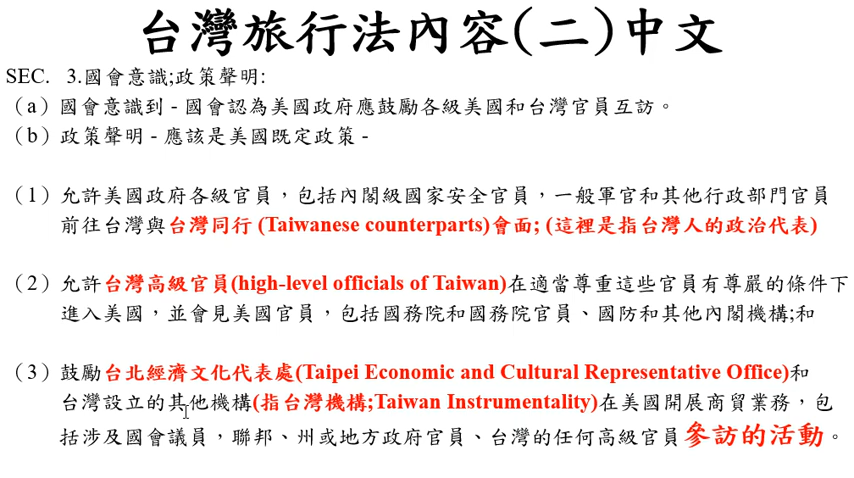 台灣旅行法內容(二)中文
SEC. 3.國會意識;政策聲明:
（a）國會意識到 - 國會認為美國政府應鼓勵各級美國和台灣官員互訪。
（b）政策聲明 - 應該是美國既定政策 -
（1）允許美國政府各級官員，包括內閣級國家安全官員，一般軍官和其他行政部門官員
前往台灣與台灣同行 (Taiwanese counterparts)會面; (這裡是指台灣人的政治代表)
（2）允許台灣高級官員(high-level officials of Taiwan)在適當尊重這些官員有尊嚴的條件下
進入美國，並會見美國官員，包括國務院和國務院官員、國防和其他內閣機構;和
（3）鼓勵台北經濟文化代表處(Taipei Economic and Cultural Representative Office)和
台灣設立的其他機構(指台灣機構;Taiwan Instrumentality)在美國開展商貿業務，包
括涉及國會議員，聯邦、州或地方政府官員、台灣的任何高級官員參訪的活動。